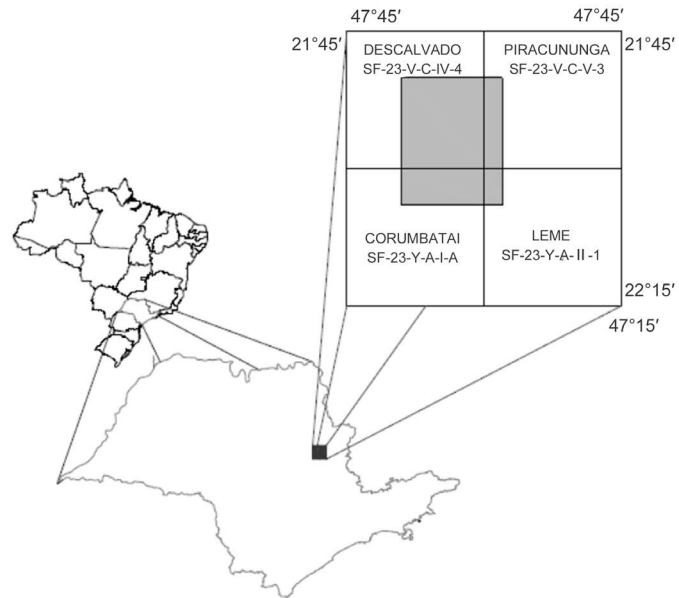 47°45′ 47°45′
21°45′ 21°45′
DESCALVADO
SF-23-V-C-IV-4
PIRACUNUNGA
SF-23-V-C-V-3
CORUMBATAI
SF-23-Y-A-I-A
LEME
SF-23-Y-A-II-1
22°15′
47°15′